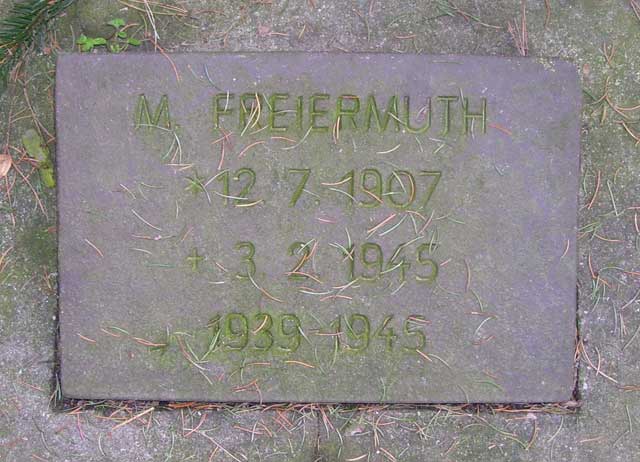 M. FREIERMUTH
* 12. 7. 1907
+ 3. 2. 1945
1939-1945